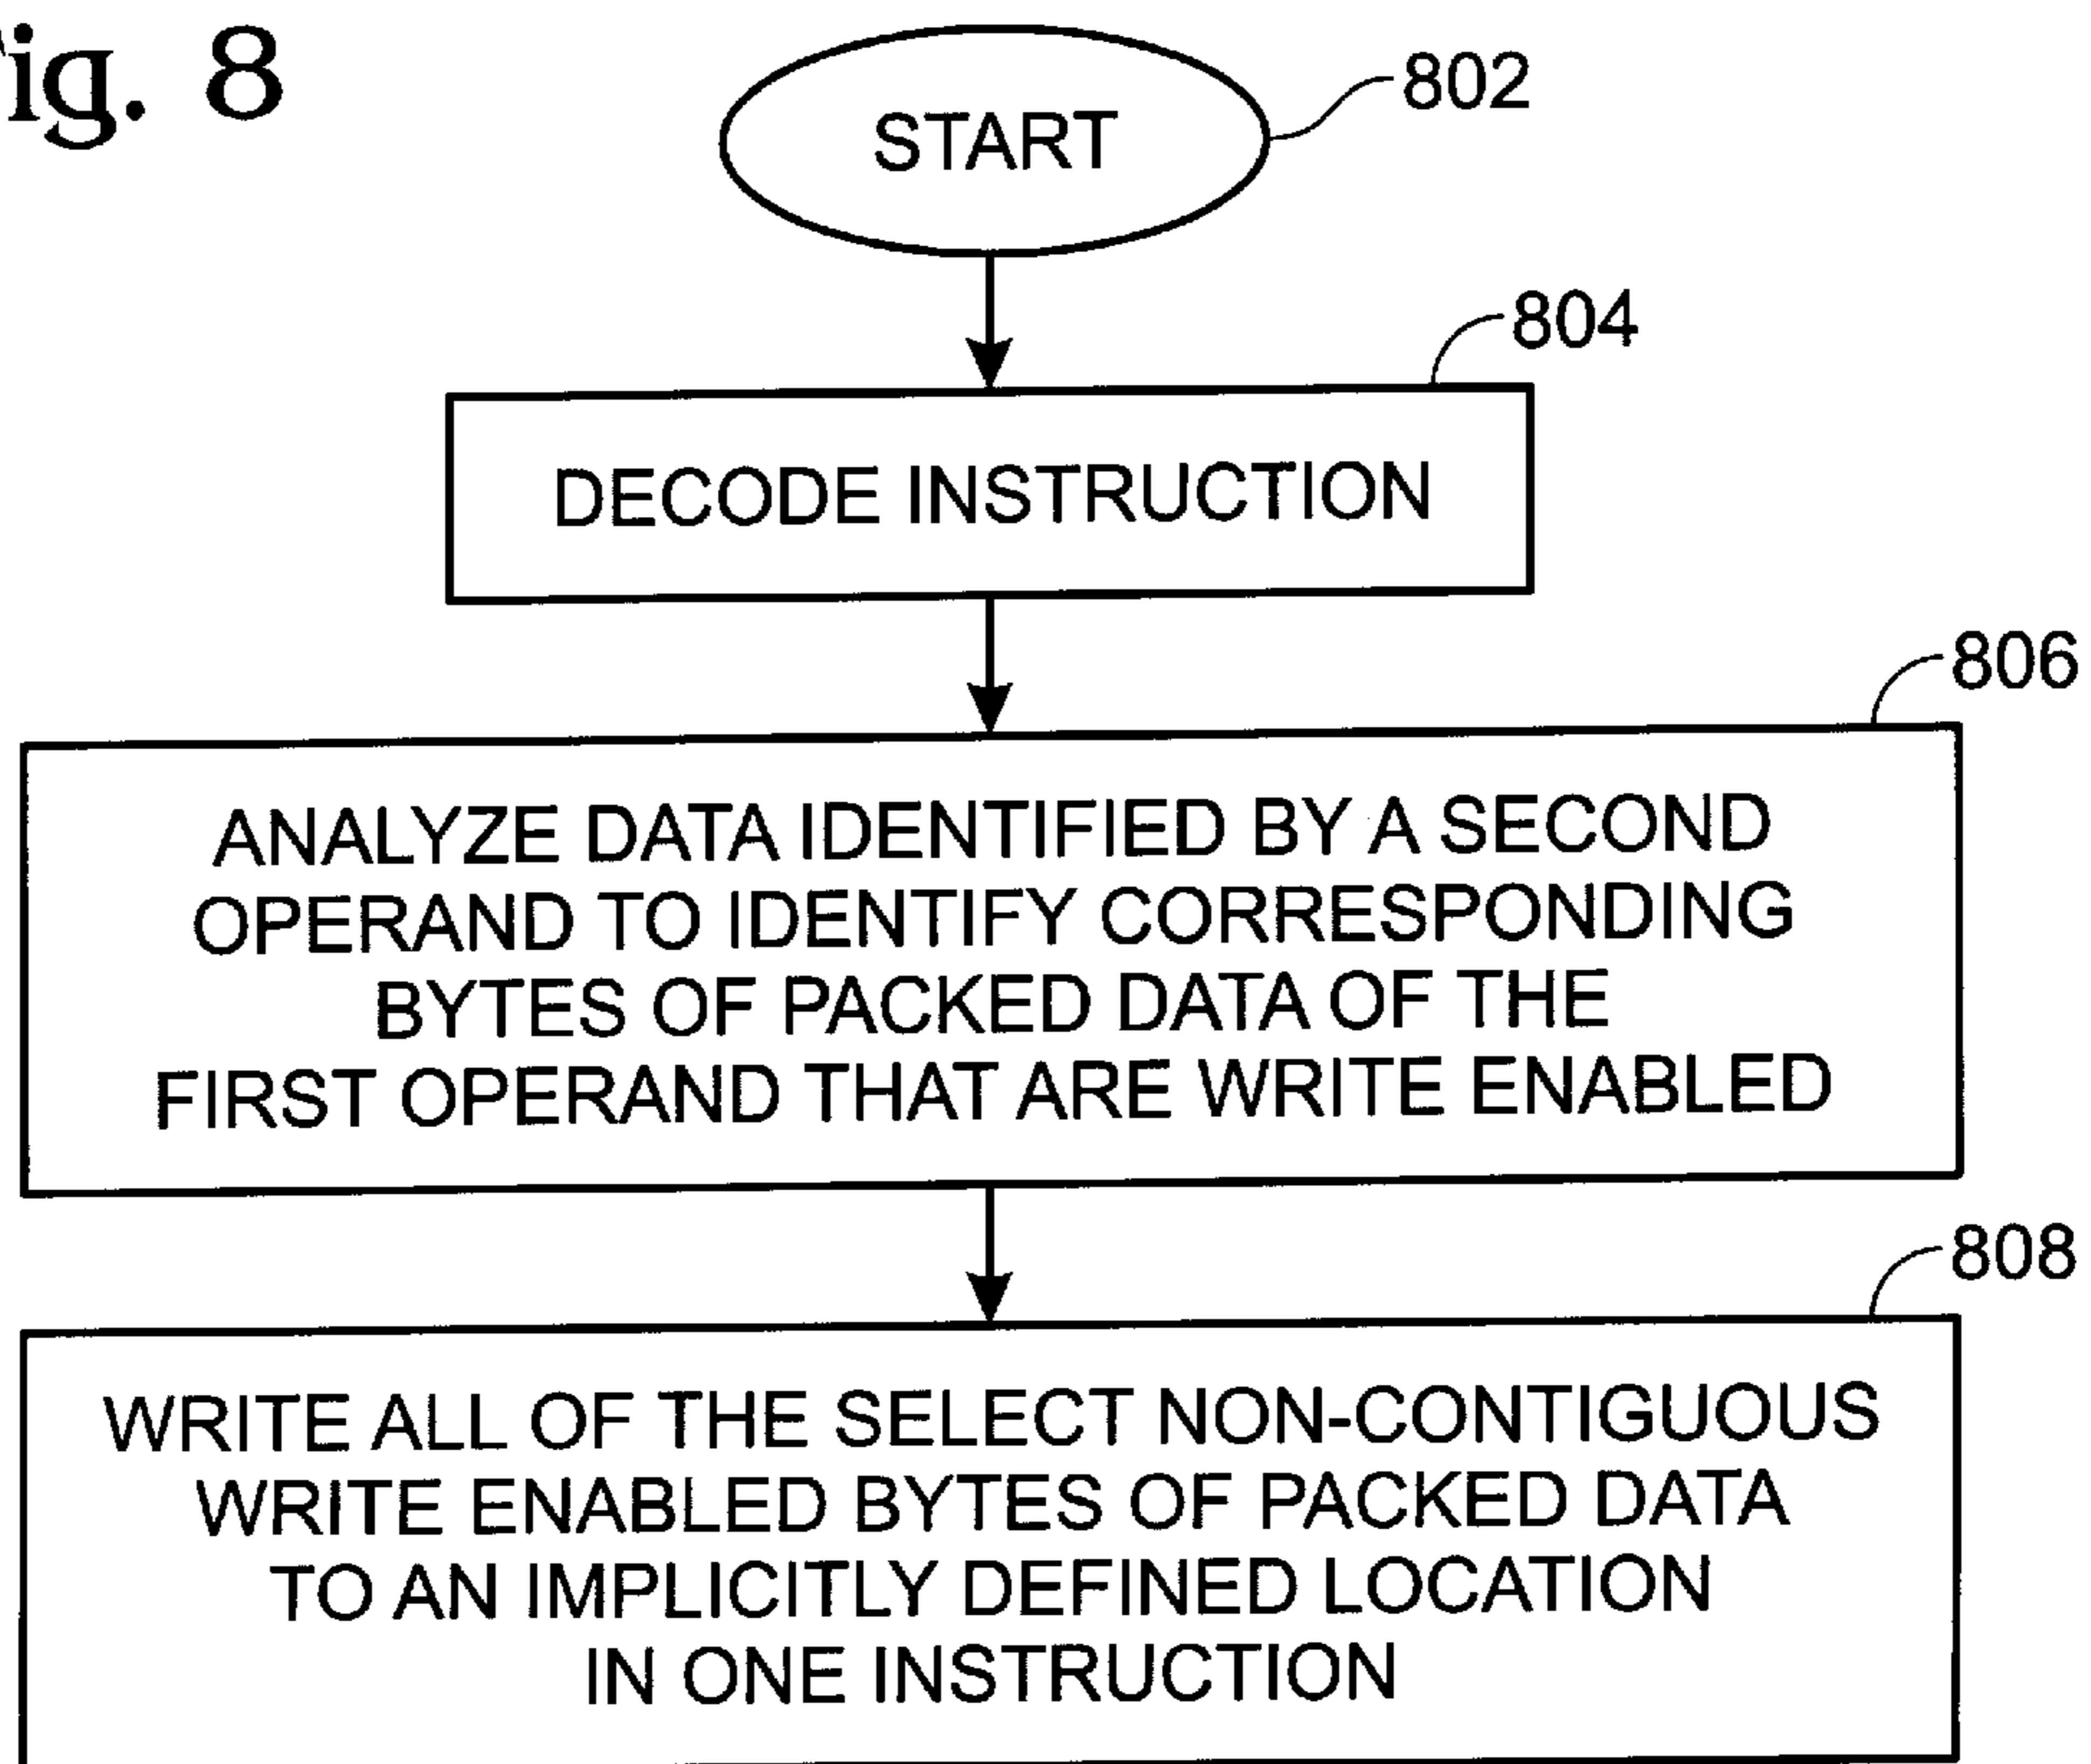 ig. 8
START
802
804
DECODE INSTRUCTION
806
ANALYZE DATA IDENTIFIED BY A SECOND
OPERAND TO IDENTIFY CORRESPONDING
BYTES OF PACKED DATA OF THE
FIRST OPERAND THAT ARE WRITE ENABLED
808
WRITE ALL OF THE SELECT NON-CONTIGUOUS
WRITE ENABLED BYTES OF PACKED DATA
TO AN IMPLICITLY DEFINED LOCATION
IN ONE INSTRUCTION